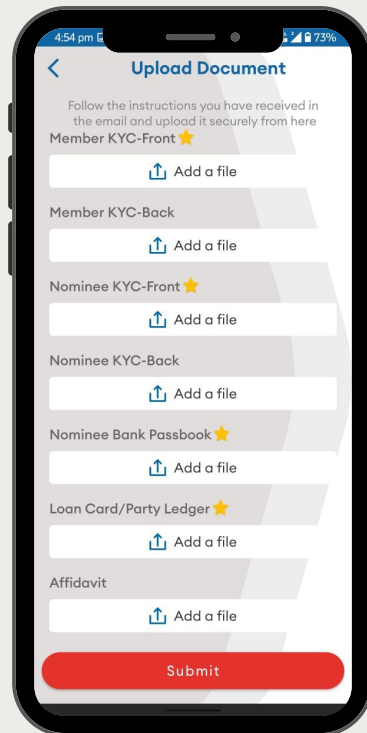 4:54 pm
73%
Upload Document
Follow the instructions you have received in
the email and upload it securely from here
Member KYC-Front
Add a file
Member KYC-Back
Add a file
Nominee KYC-Front
Add a file
Nominee KYC-Back
Add a file
Nominee Bank Passbook
Add a file
Loan Card/Party Ledger
Add a file
Affidavit
Add a file
Submit